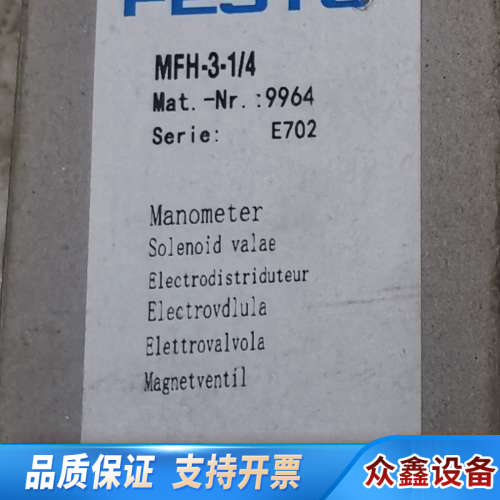 FESTO
MFH-3-1/4
Mat.-Nr.:9964
Serie: E702
Manometer
Solenoid valae
Electrodistriduteur
Electrovdlula
Elettrovalvola
Magnetventil
品质保证 支持开票 众鑫设备